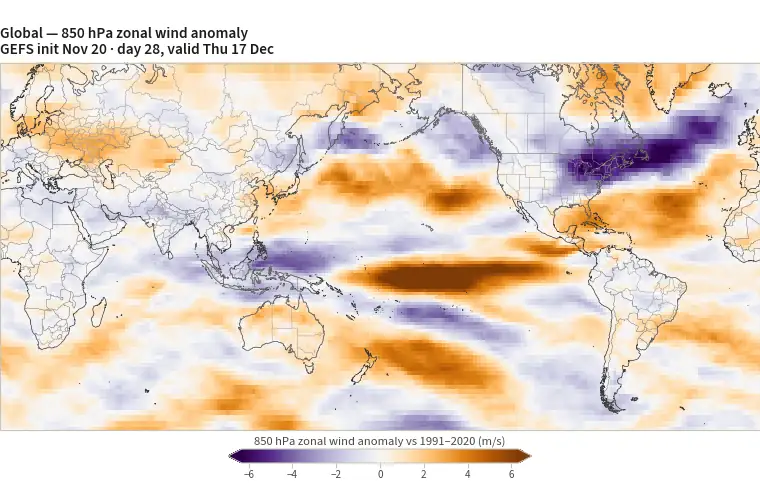 Global — 850 hPa zonal wind anomaly
GEFS init Nov 20 · day 28, valid Thu 17 Dec
850 hPa zonal wind anomaly vs 1991–2020 (m/s)
−6 −4 −2 0 2 4 6